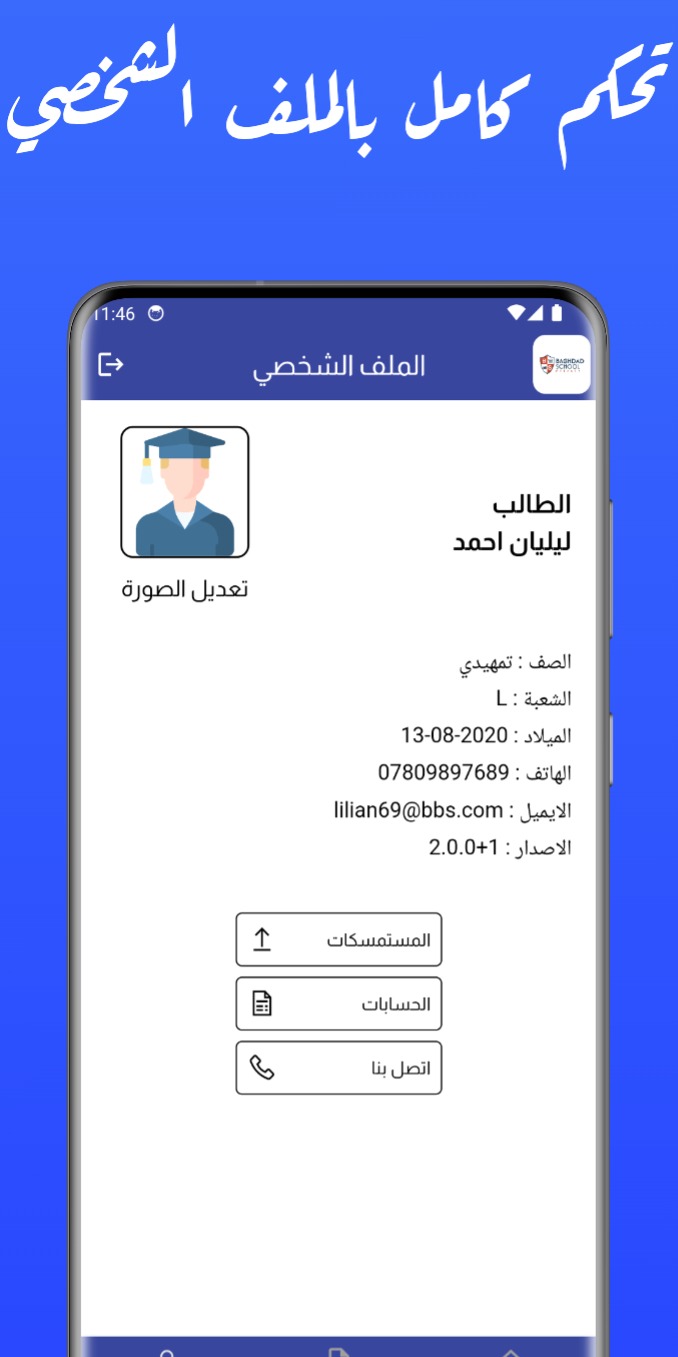 تحكم كامل بالملف الشخصي
11:46
الملف الشخصي
BAGHDAD
SCHOOL
الطالب
ليليان احمد
تعديل الصورة
الصف : تمهيدي
الشعبة : L
الميلاد : 2020-08-13
الهاتف : 07809897689
الايميل : lilian69@bbs.com
الاصدار : 2.0.0+1
المستمسكات
الحسابات
اتصل بنا